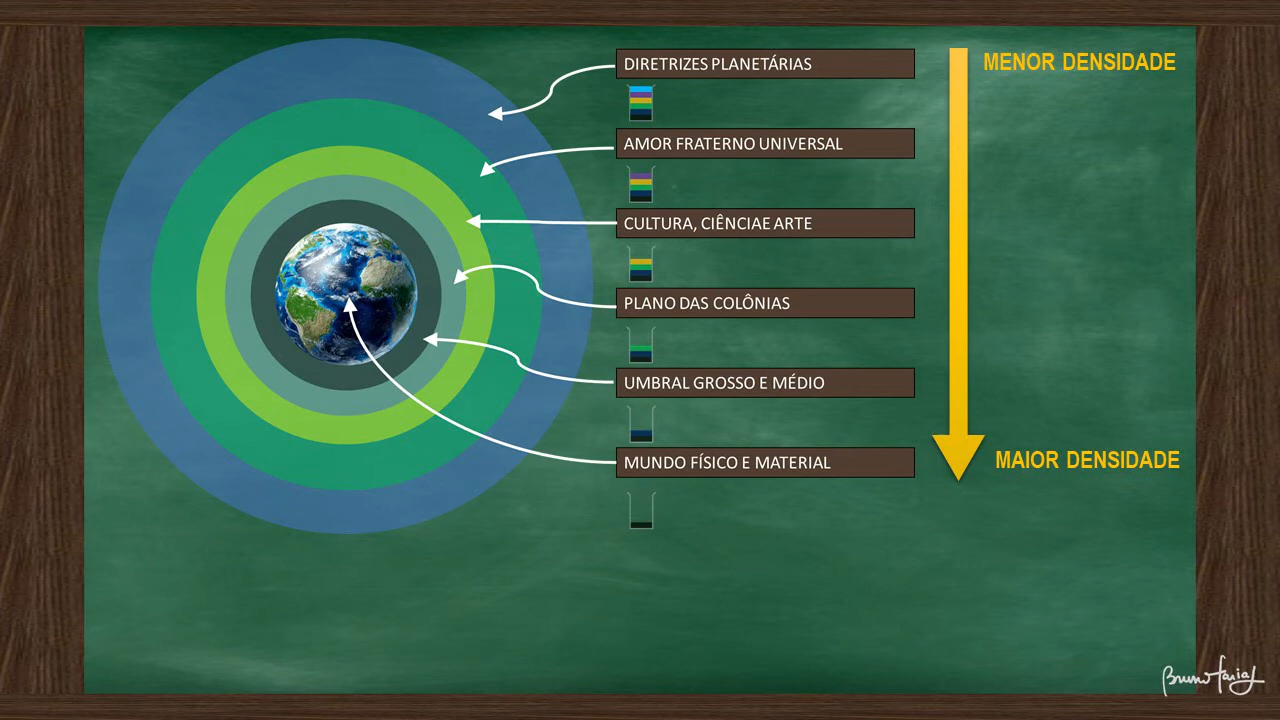 DIRETRIZES PLANETÁRIAS
MENOR DENSIDADE
AMOR FRATERNO UNIVERSAL
CULTURA, CIÊNCIAE ARTE
PLANO DAS COLÔNIAS
UMBRAL GROSSO E MÉDIO
MUNDO FÍSICO E MATERIAL
MAIOR DENSIDADE
Bruno Farias